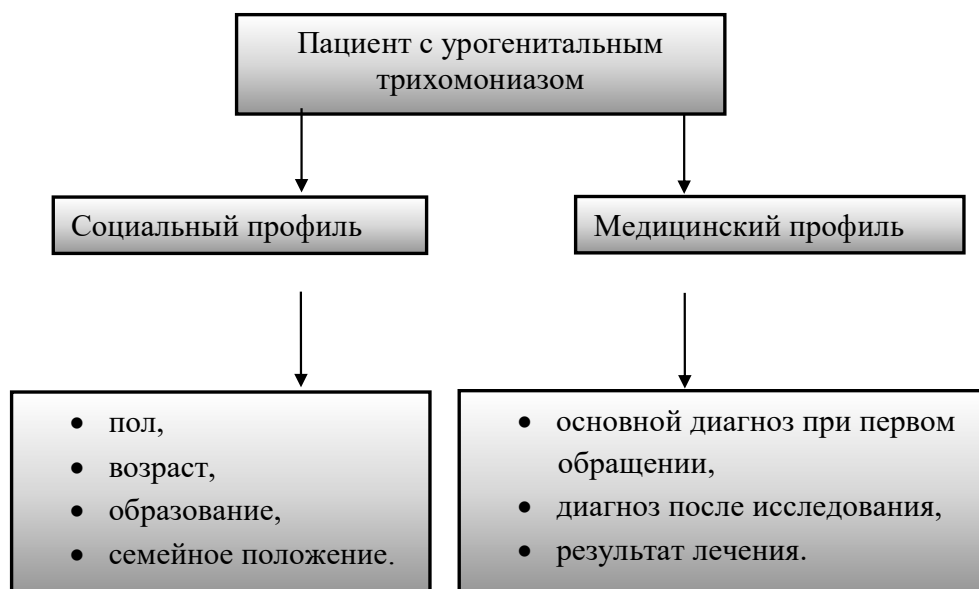 Пациент с урогенитальным
трихомониазом
Социальный профиль
Медицинский профиль
• пол,
• возраст,
• образование,
• семейное положение.
• основной диагноз при первом
обращении,
• диагноз после исследования,
• результат лечения.